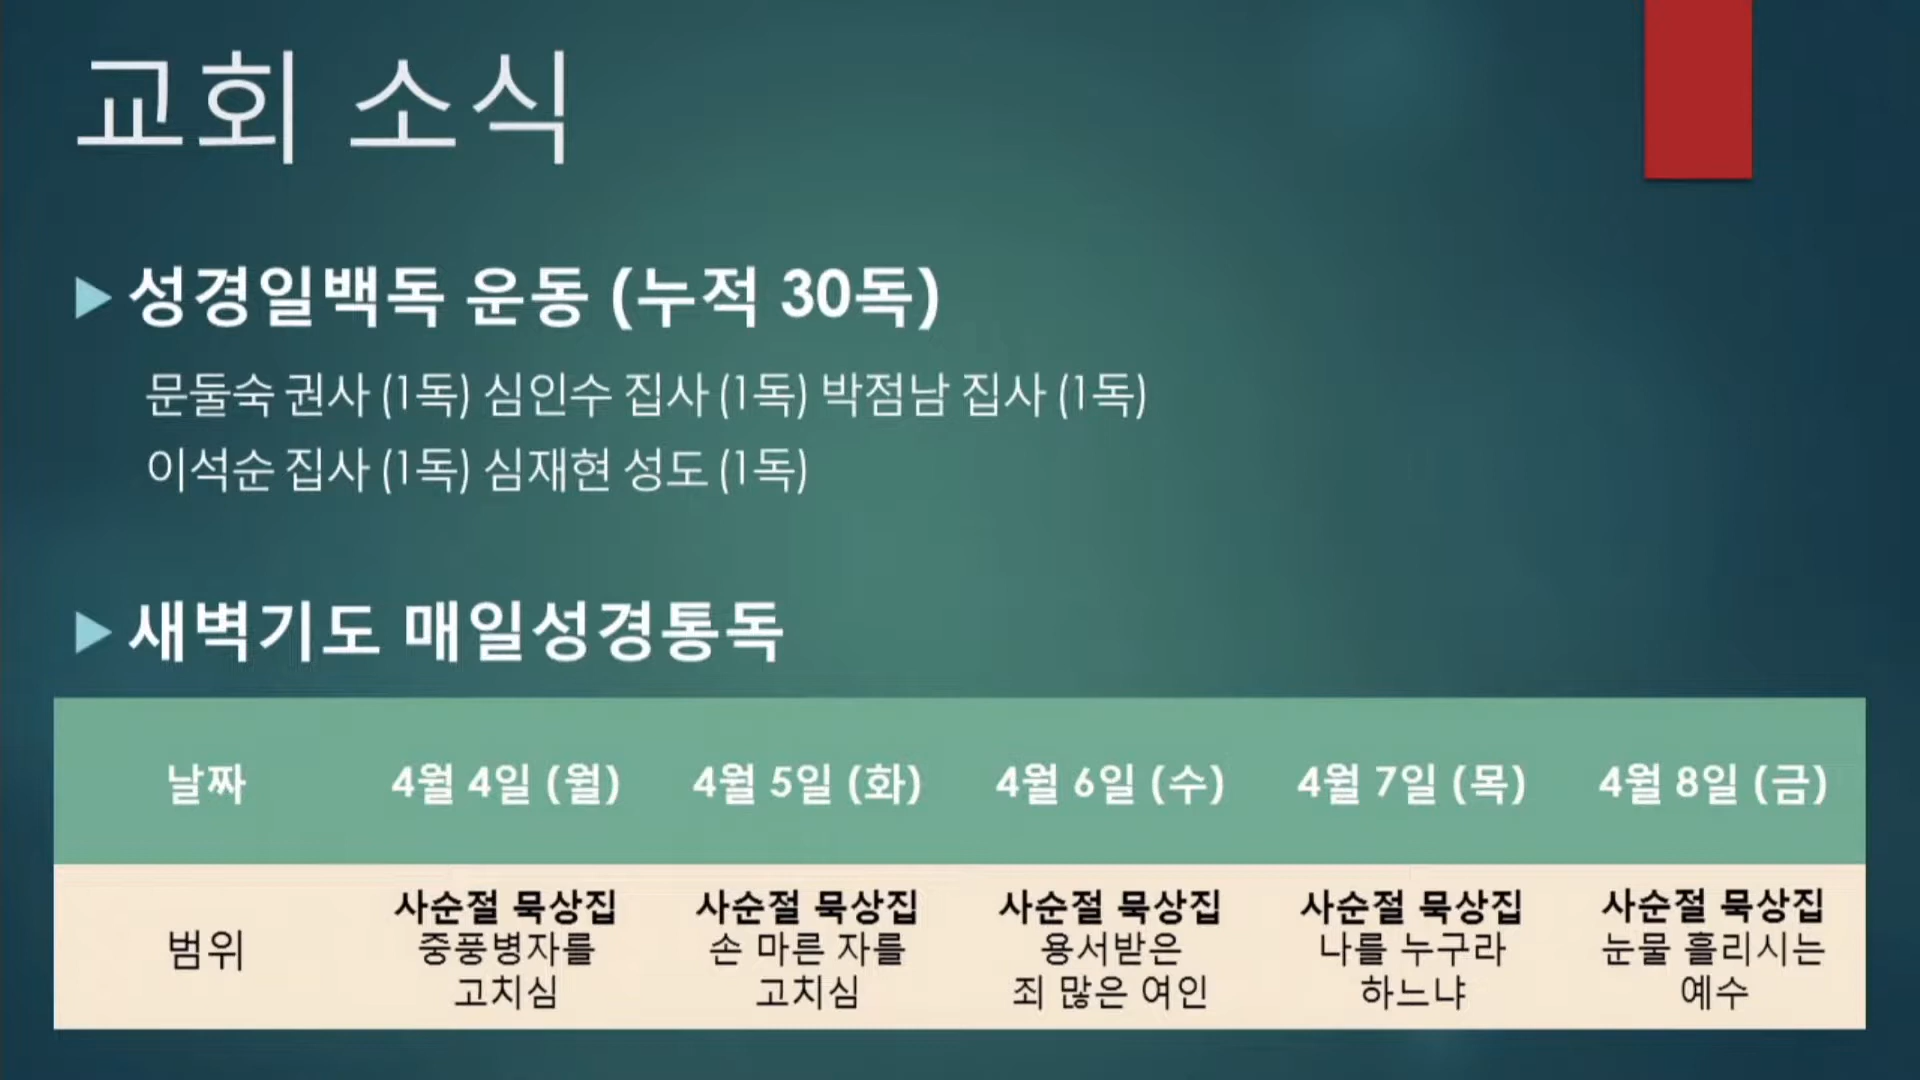 교회 소식
성경일백독 운동 (누적 30독)
문둘숙 권사 (1독) 심인수 집사 (1독) 박점남 집사 (1독)
이석순 집사 (1독) 심재현 성도 (1독)
새벽기도 매일성경통독
날짜 4월 4일 (월) 4월 5일 (화) 4월 6일 (수) 4월 7일 (목) 4월 8일 (금)
사순절 묵상집 사순절 묵상집 사순절 묵상집 사순절 묵상집 사순절 묵상집
범위 중풍병자를 손 마른 자를 용서받은 나를 누구라 눈물 흘리시는
고치심 고치심 죄 많은 여인 하느냐 예수